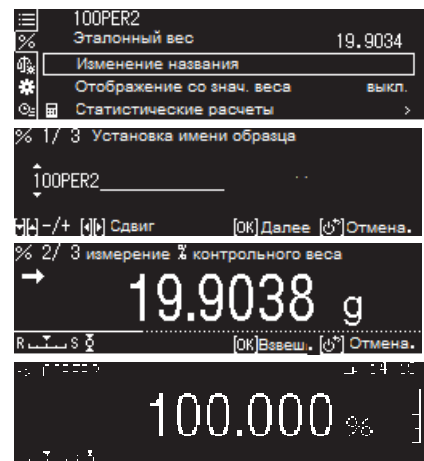 100PER2
Эталонный вес 19.9034
Изменение названия
Отображение со знач. веса выкл.
Статистические расчеты >
% 1/ 3 Установка имени образца
100PER2
-/+ Сдвиг [OK]Далее Отмена.
% 2/ 3 измерение % контрольного веса
19.9038 g
R S [OK]Взвеш. Отмена.
100.000 %